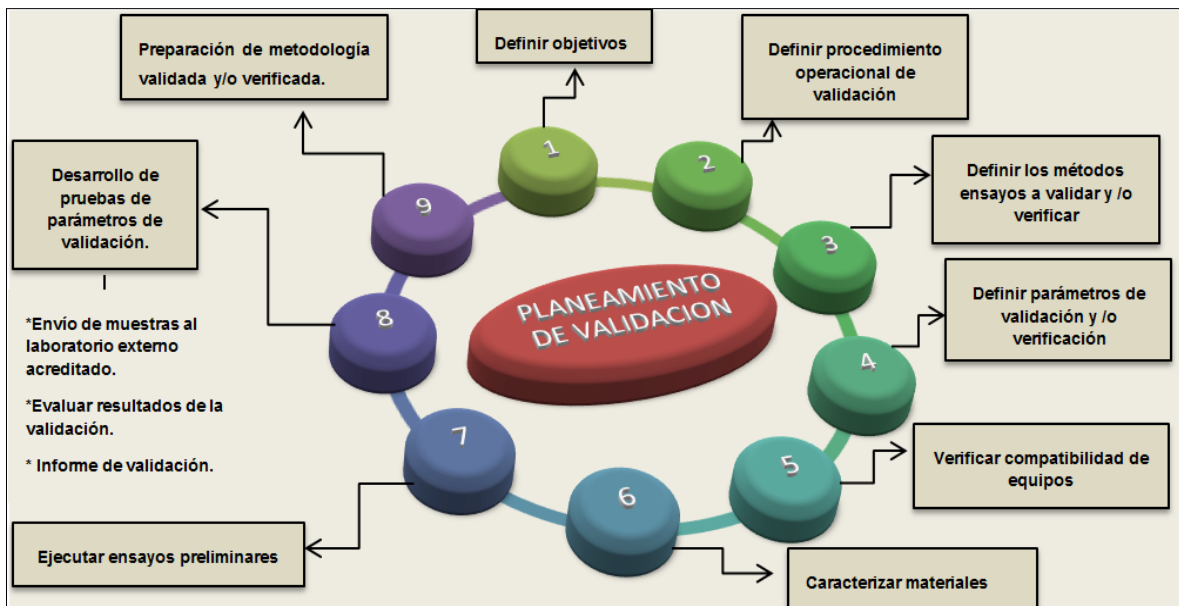 Preparación de metodología
validada y/o verificada.
Definir objetivos
Definir procedimiento
operacional de
validación
Desarrollo de
pruebas de
parámetros de
validación.
Definir los métodos
ensayos a validar y /o
verificar
1
2
3
4
5
6
7
8
9
PLANEAMIENTO
DE VALIDACION
Definir parámetros de
validación y /o
verificación
*Envío de muestras al
laboratorio externo
acreditado.
*Evaluar resultados de la
validación.
* Informe de validación.
Verificar compatibilidad de
equipos
Ejecutar ensayos preliminares
Caracterizar materiales